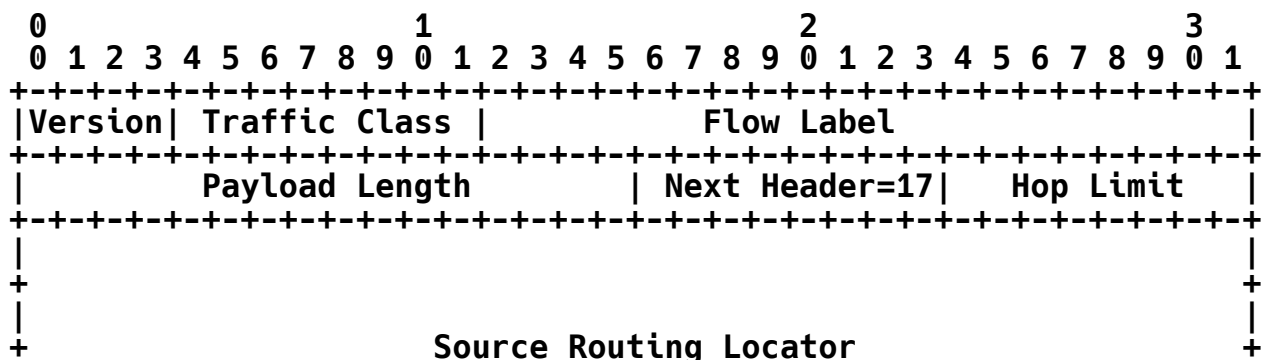 0                   1                   2                   3
 0 1 2 3 4 5 6 7 8 9 0 1 2 3 4 5 6 7 8 9 0 1 2 3 4 5 6 7 8 9 0 1
+-+-+-+-+-+-+-+-+-+-+-+-+-+-+-+-+-+-+-+-+-+-+-+-+-+-+-+-+-+-+-+-+
|Version| Traffic Class |           Flow Label                  |
+-+-+-+-+-+-+-+-+-+-+-+-+-+-+-+-+-+-+-+-+-+-+-+-+-+-+-+-+-+-+-+-+
|         Payload Length        | Next Header=17|   Hop Limit   |
+-+-+-+-+-+-+-+-+-+-+-+-+-+-+-+-+-+-+-+-+-+-+-+-+-+-+-+-+-+-+-+-+
|                                                               |
+                                                               +
|                                                               |
+                     Source Routing Locator                    +